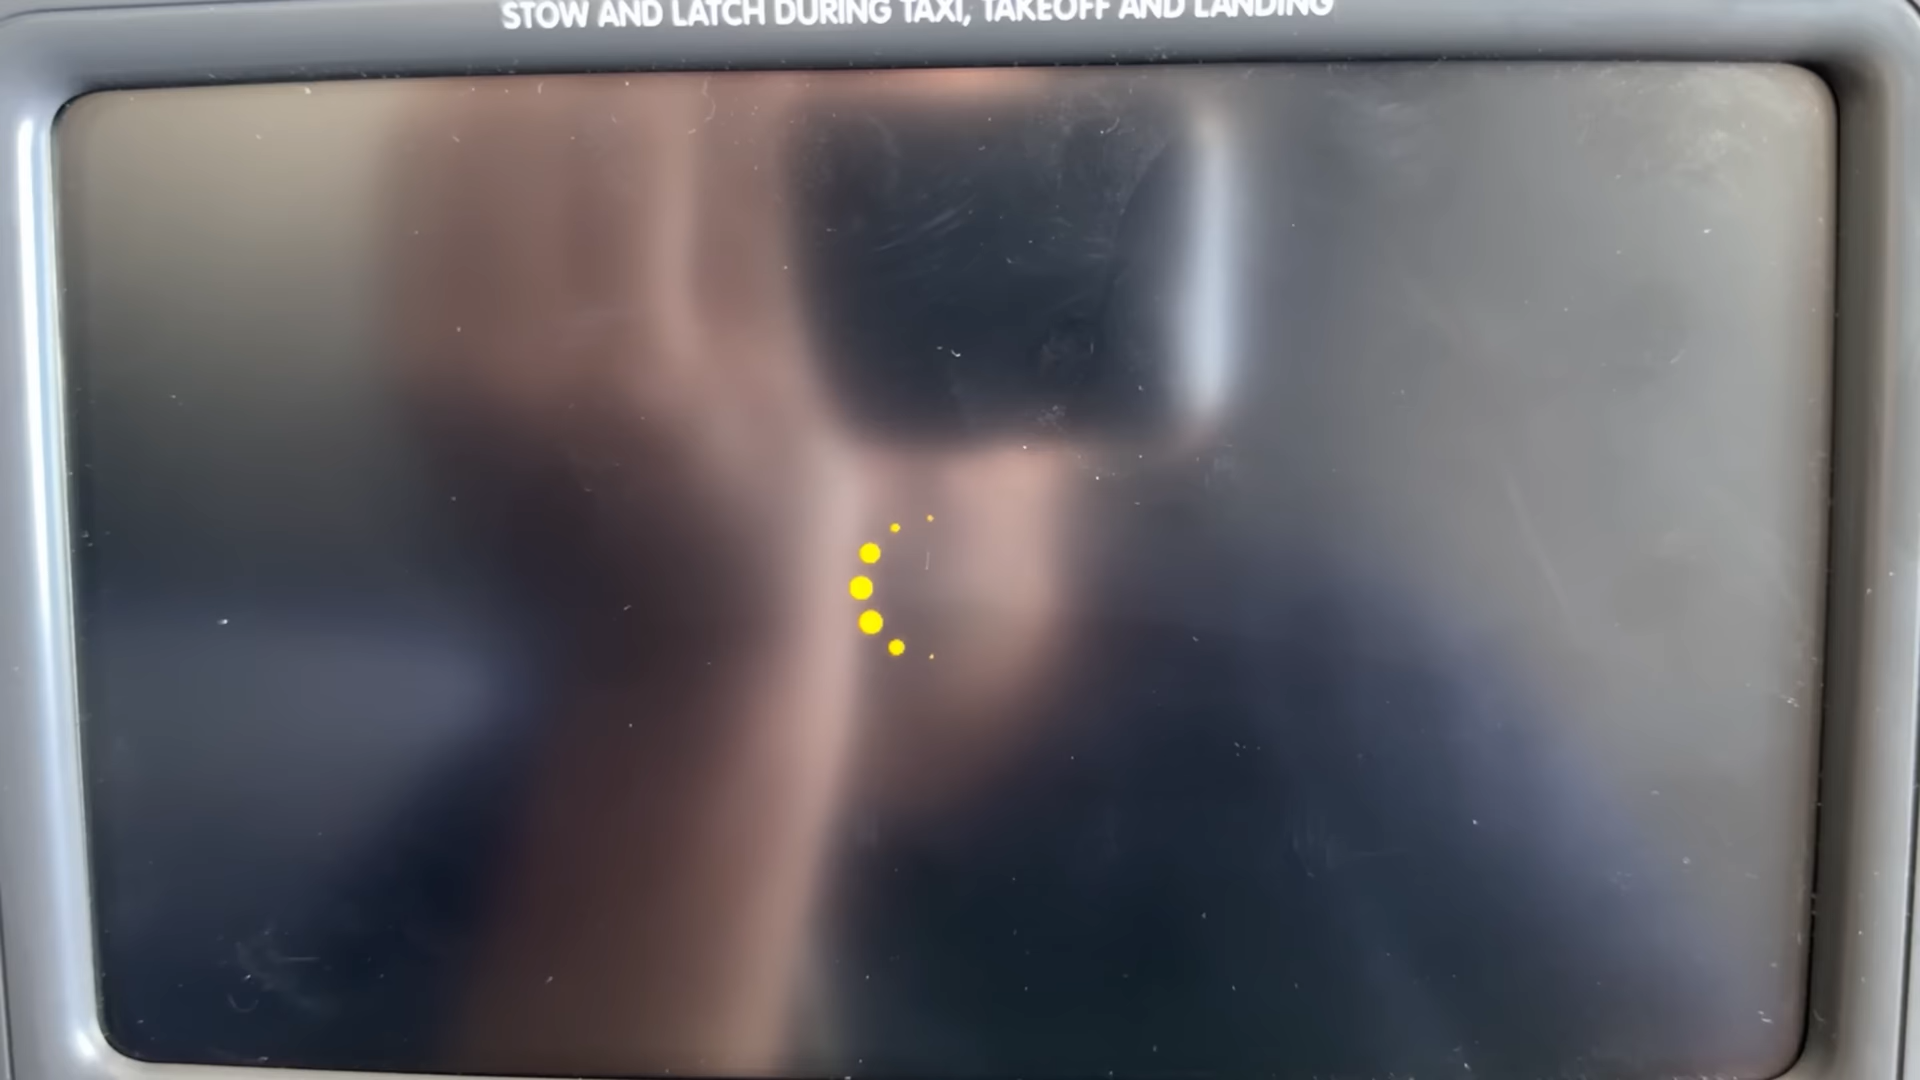 STOW AND LATCH DURING TAXI, TAKEOFF AND LANDING